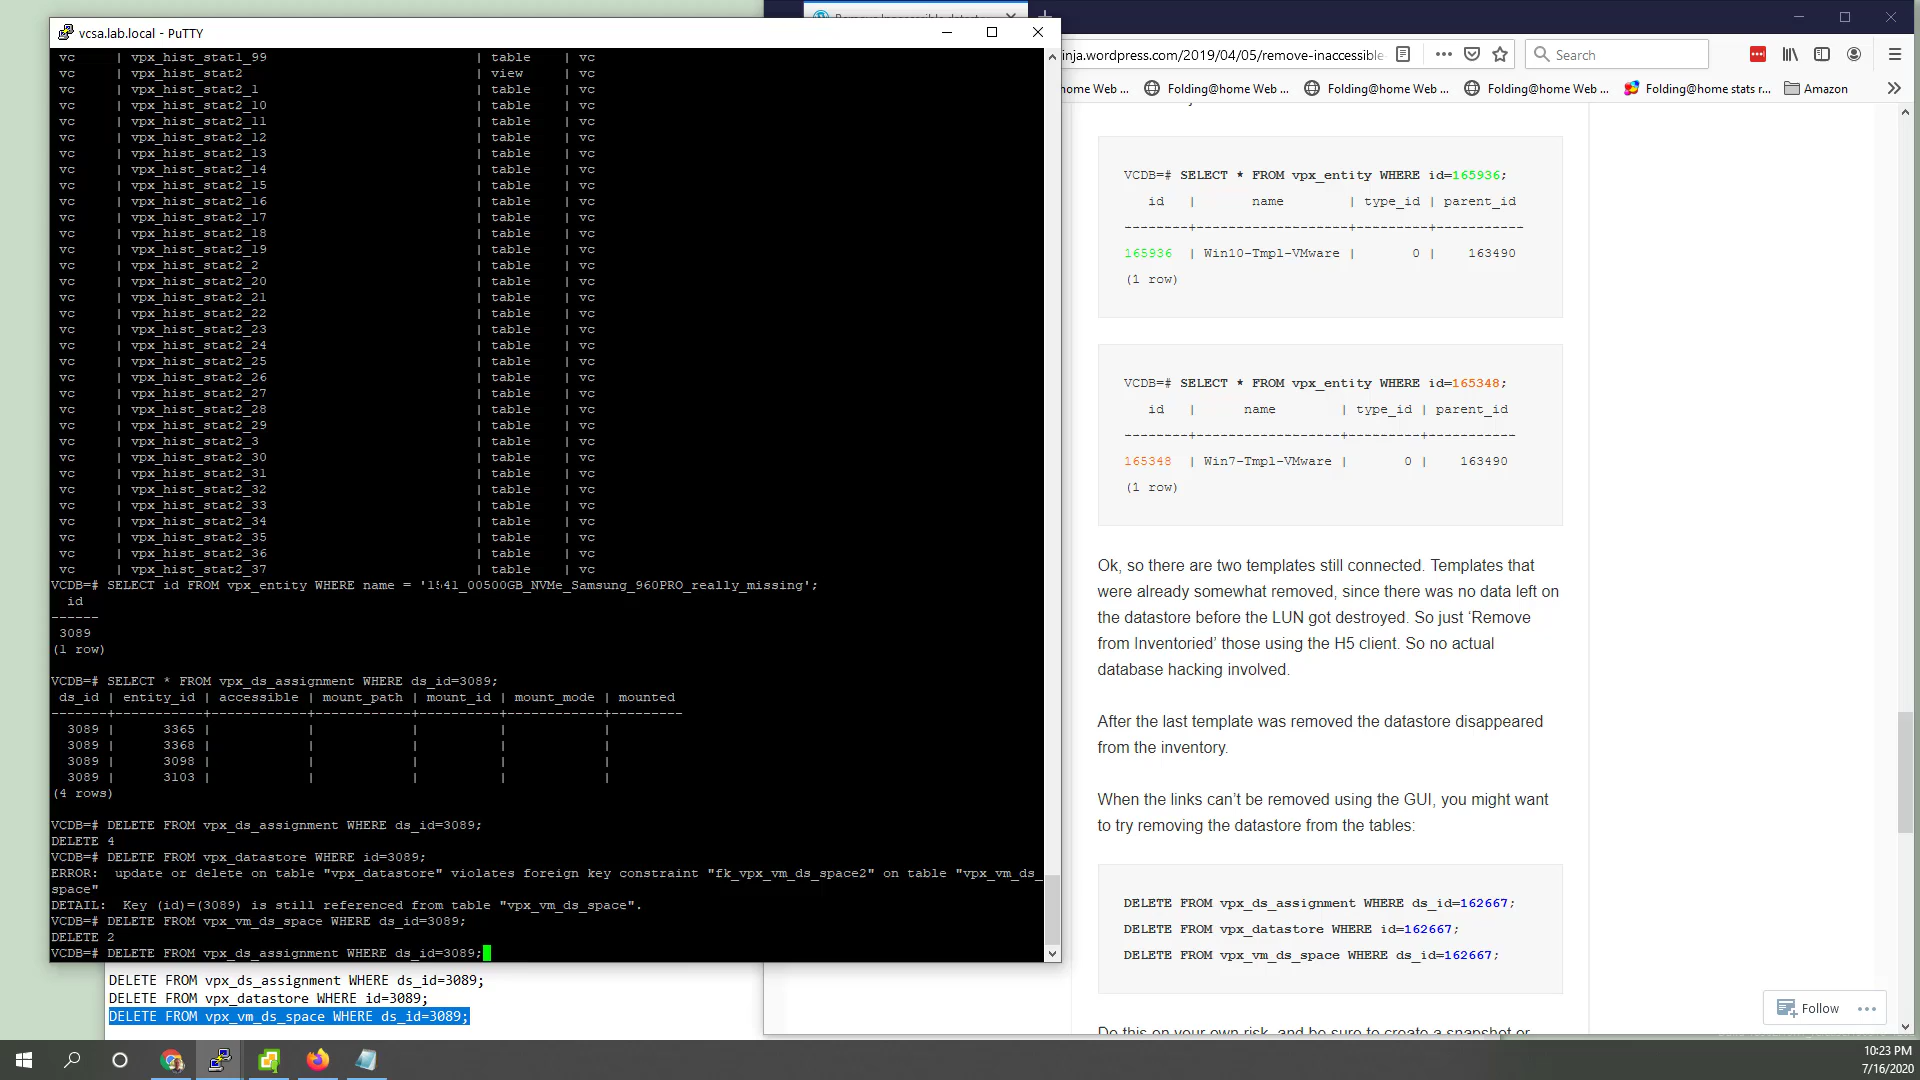 vcsa.lab.local - PuTTY
vc | vpx_hist_stat1_99 | table | vc
vc | vpx_hist_stat2 | view | vc
vc | vpx_hist_stat2_1 | table | vc
vc | vpx_hist_stat2_10 | table | vc
vc | vpx_hist_stat2_11 | table | vc
vc | vpx_hist_stat2_12 | table | vc
vc | vpx_hist_stat2_13 | table | vc
vc | vpx_hist_stat2_14 | table | vc
vc | vpx_hist_stat2_15 | table | vc
vc | vpx_hist_stat2_16 | table | vc
vc | vpx_hist_stat2_17 | table | vc
vc | vpx_hist_stat2_18 | table | vc
vc | vpx_hist_stat2_19 | table | vc
vc | vpx_hist_stat2_2 | table | vc
vc | vpx_hist_stat2_20 | table | vc
vc | vpx_hist_stat2_21 | table | vc
vc | vpx_hist_stat2_22 | table | vc
vc | vpx_hist_stat2_23 | table | vc
vc | vpx_hist_stat2_24 | table | vc
vc | vpx_hist_stat2_25 | table | vc
vc | vpx_hist_stat2_26 | table | vc
vc | vpx_hist_stat2_27 | table | vc
vc | vpx_hist_stat2_28 | table | vc
vc | vpx_hist_stat2_29 | table | vc
vc | vpx_hist_stat2_3 | table | vc
vc | vpx_hist_stat2_30 | table | vc
vc | vpx_hist_stat2_31 | table | vc
vc | vpx_hist_stat2_32 | table | vc
vc | vpx_hist_stat2_33 | table | vc
vc | vpx_hist_stat2_34 | table | vc
vc | vpx_hist_stat2_35 | table | vc
vc | vpx_hist_stat2_36 | table | vc
vc | vpx_hist_stat2_37 | table | vc
VCDB=# SELECT id FROM vpx_entity WHERE name = '1541_00500GB_NVMe_Samsung_960PRO_really_missing';
id
------
3089
(1 row)
VCDB=# SELECT * FROM vpx_ds_assignment WHERE ds_id=3089;
ds_id | entity_id | accessible | mount_path | mount_id | mount_mode | mounted
-------+-----------+------------+------------+----------+------------+---------
3089 | 3365 | | | | |
3089 | 3368 | | | | |
3089 | 3098 | | | | |
3089 | 3103 | | | | |
(4 rows)
VCDB=# DELETE FROM vpx_ds_assignment WHERE ds_id=3089;
DELETE 4
VCDB=# DELETE FROM vpx_datastore WHERE id=3089;
ERROR: update or delete on table "vpx_datastore" violates foreign key constraint "fk_vpx_vm_ds_space2" on table "vpx_vm_ds_
space"
DETAIL: Key (id)=(3089) is still referenced from table "vpx_vm_ds_space".
VCDB=# DELETE FROM vpx_vm_ds_space WHERE ds_id=3089;
DELETE 2
VCDB=# DELETE FROM vpx_ds_assignment WHERE ds_id=3089;
DELETE FROM vpx_ds_assignment WHERE ds_id=3089;
DELETE FROM vpx_datastore WHERE id=3089;
DELETE FROM vpx_vm_ds_space WHERE ds_id=3089;
inja.wordpress.com/2019/04/05/remove-inaccessible-
Search
home Web ... Folding@home Web ... Folding@home Web ... Folding@home Web ... Folding@home stats r... Amazon
VCDB=# SELECT * FROM vpx_entity WHERE id=165936;
id | name | type_id | parent_id
--------+-------------------+---------+-----------
165936 | Win10-Tmpl-VMware | 0 | 163490
(1 row)
VCDB=# SELECT * FROM vpx_entity WHERE id=165348;
id | name | type_id | parent_id
--------+------------------+---------+-----------
165348 | Win7-Tmpl-VMware | 0 | 163490
(1 row)
Ok, so there are two templates still connected. Templates that
were already somewhat removed, since there was no data left on
the datastore before the LUN got destroyed. So just ‘Remove
from Inventoried’ those using the H5 client. So no actual
database hacking involved.
After the last template was removed the datastore disappeared
from the inventory.
When the links can’t be removed using the GUI, you might want
to try removing the datastore from the tables:
DELETE FROM vpx_ds_assignment WHERE ds_id=162667;
DELETE FROM vpx_datastore WHERE id=162667;
DELETE FROM vpx_vm_ds_space WHERE ds_id=162667;
Do this on your own risk, and be sure to create a snapshot or
Follow
10:23 PM
7/16/2020